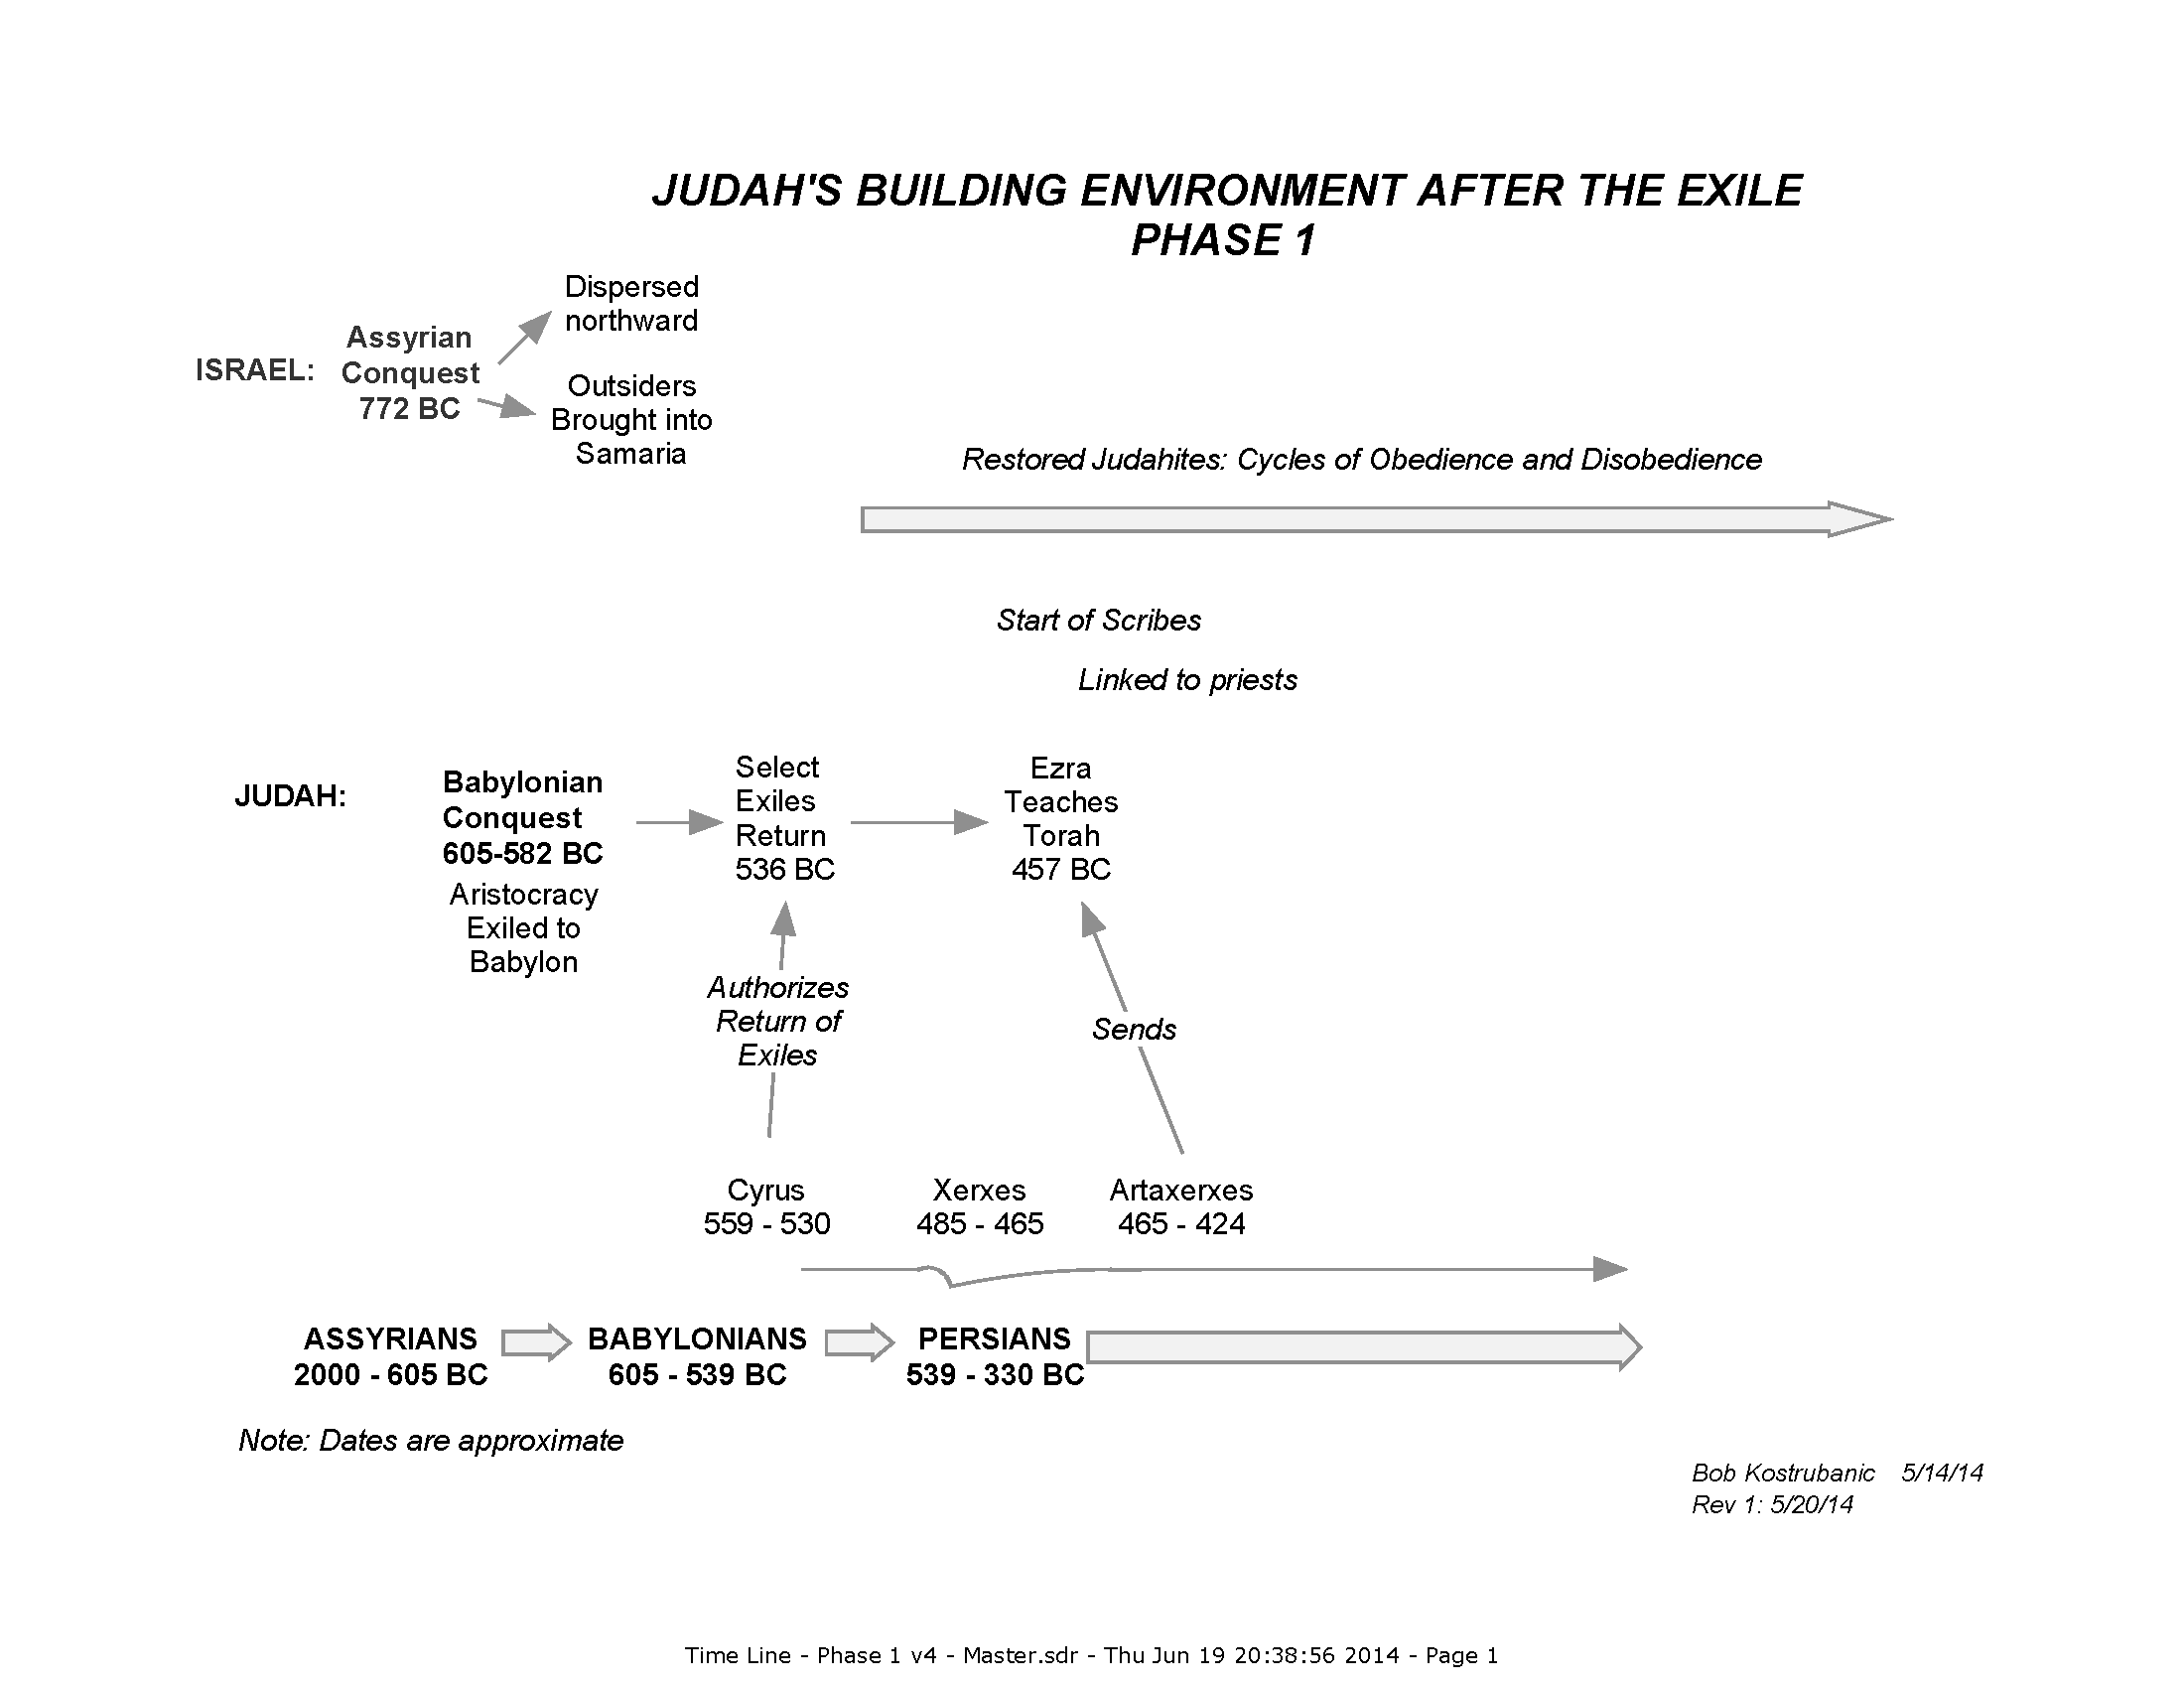 JUDAH'S BUILDING ENVIRONMENT AFTER THE EXILE
PHASE 1
ISRAEL:
Assyrian
Conquest
772 BC
Dispersed
northward
Outsiders
Brought into
Samaria
Restored Judahites: Cycles of Obedience and Disobedience
Start of Scribes
Linked to priests
JUDAH:
Babylonian
Conquest
605-582 BC
Aristocracy
Exiled to
Babylon
Select
Exiles
Return
536 BC
Ezra
Teaches
Torah
457 BC
Authorizes
Return of
Exiles
Sends
Cyrus
559 - 530
Xerxes
485 - 465
Artaxerxes
465 - 424
ASSYRIANS
2000 - 605 BC
BABYLONIANS
605 - 539 BC
PERSIANS
539 - 330 BC
Note: Dates are approximate
Bob Kostrubanic 5/14/14
Rev 1: 5/20/14
Time Line - Phase 1 v4 - Master.sdr - Thu Jun 19 20:38:56 2014 - Page 1